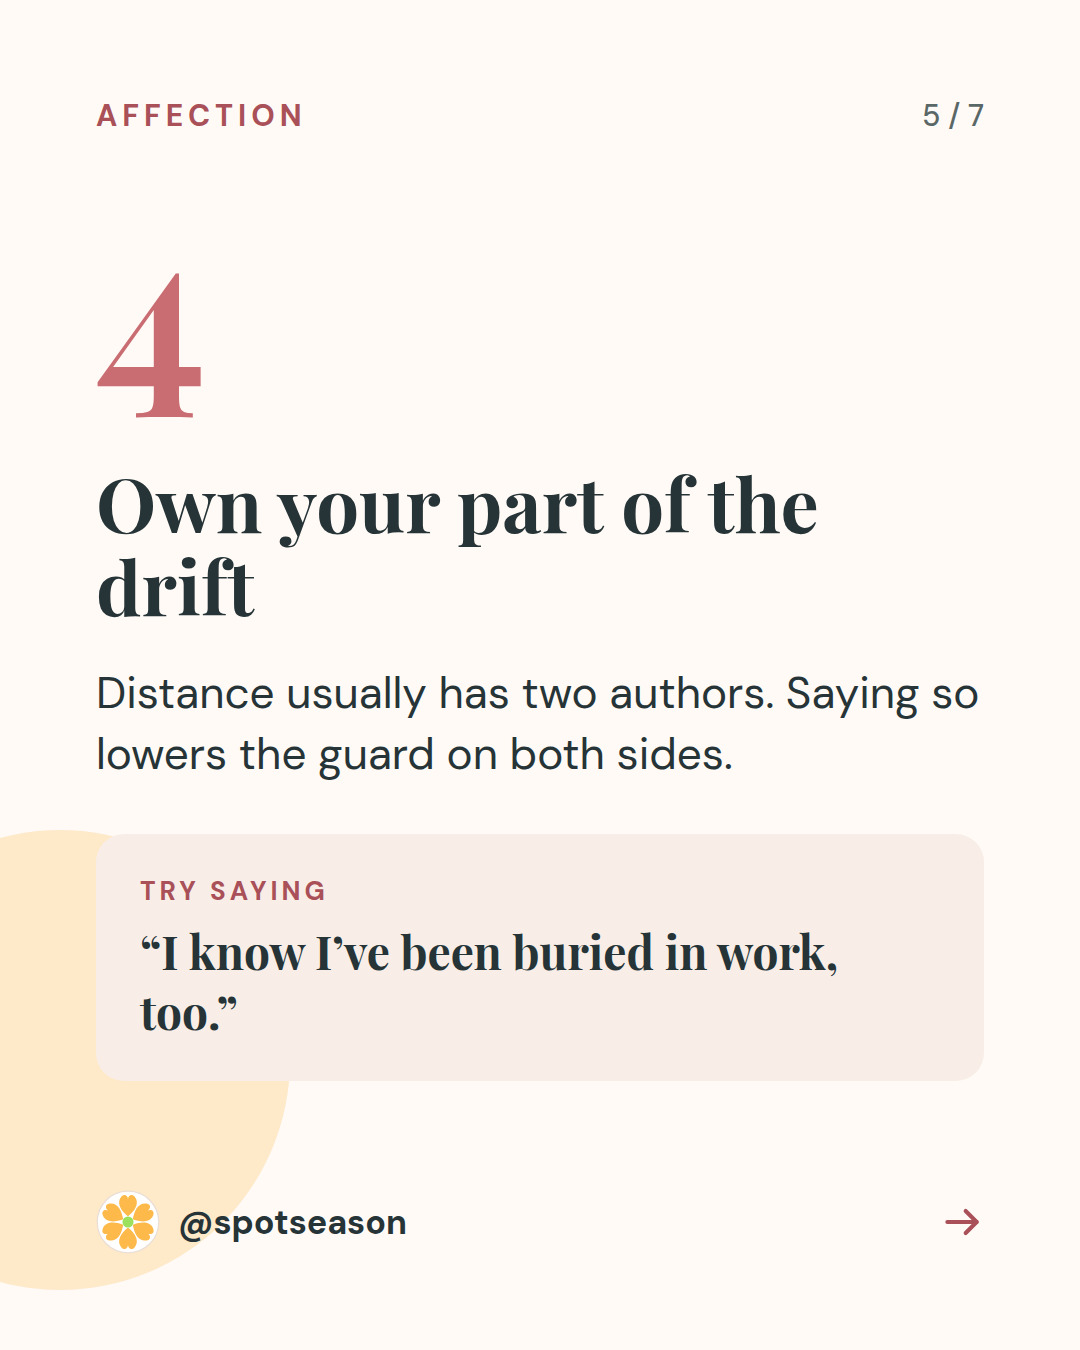 AFFECTION
5 / 7
4
Own your part of the
drift
Distance usually has two authors. Saying so
lowers the guard on both sides.
TRY SAYING
“I know I’ve been buried in work,
too.”
@spotseason